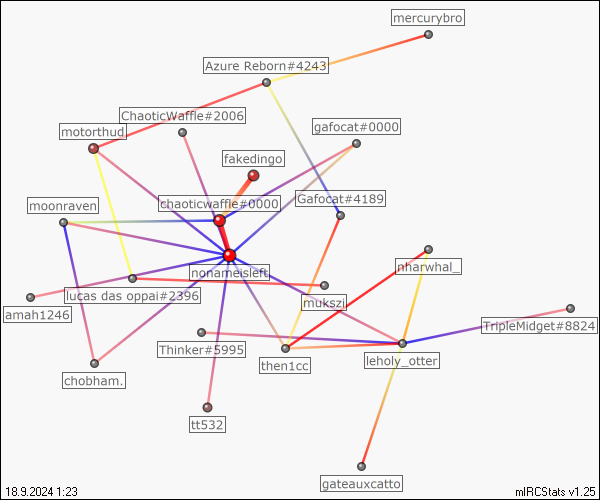 mercurybro
Azure Reborn#4243
ChaoticWaffle#2006
gafocat#0000
motorthud_
fakedingo
Gafocat#4189
chaoticwaffle#0000
moonraven
nharwhal_
nonameisleft
lucas das oppai#2396
mukszi
amah1246
TripleMidget#8824
Thinker#5995
then1cc
leholy_otter
chobham.
tt532
gateauxcatto
18.9.2024 1:23
mIRCStats v1.25